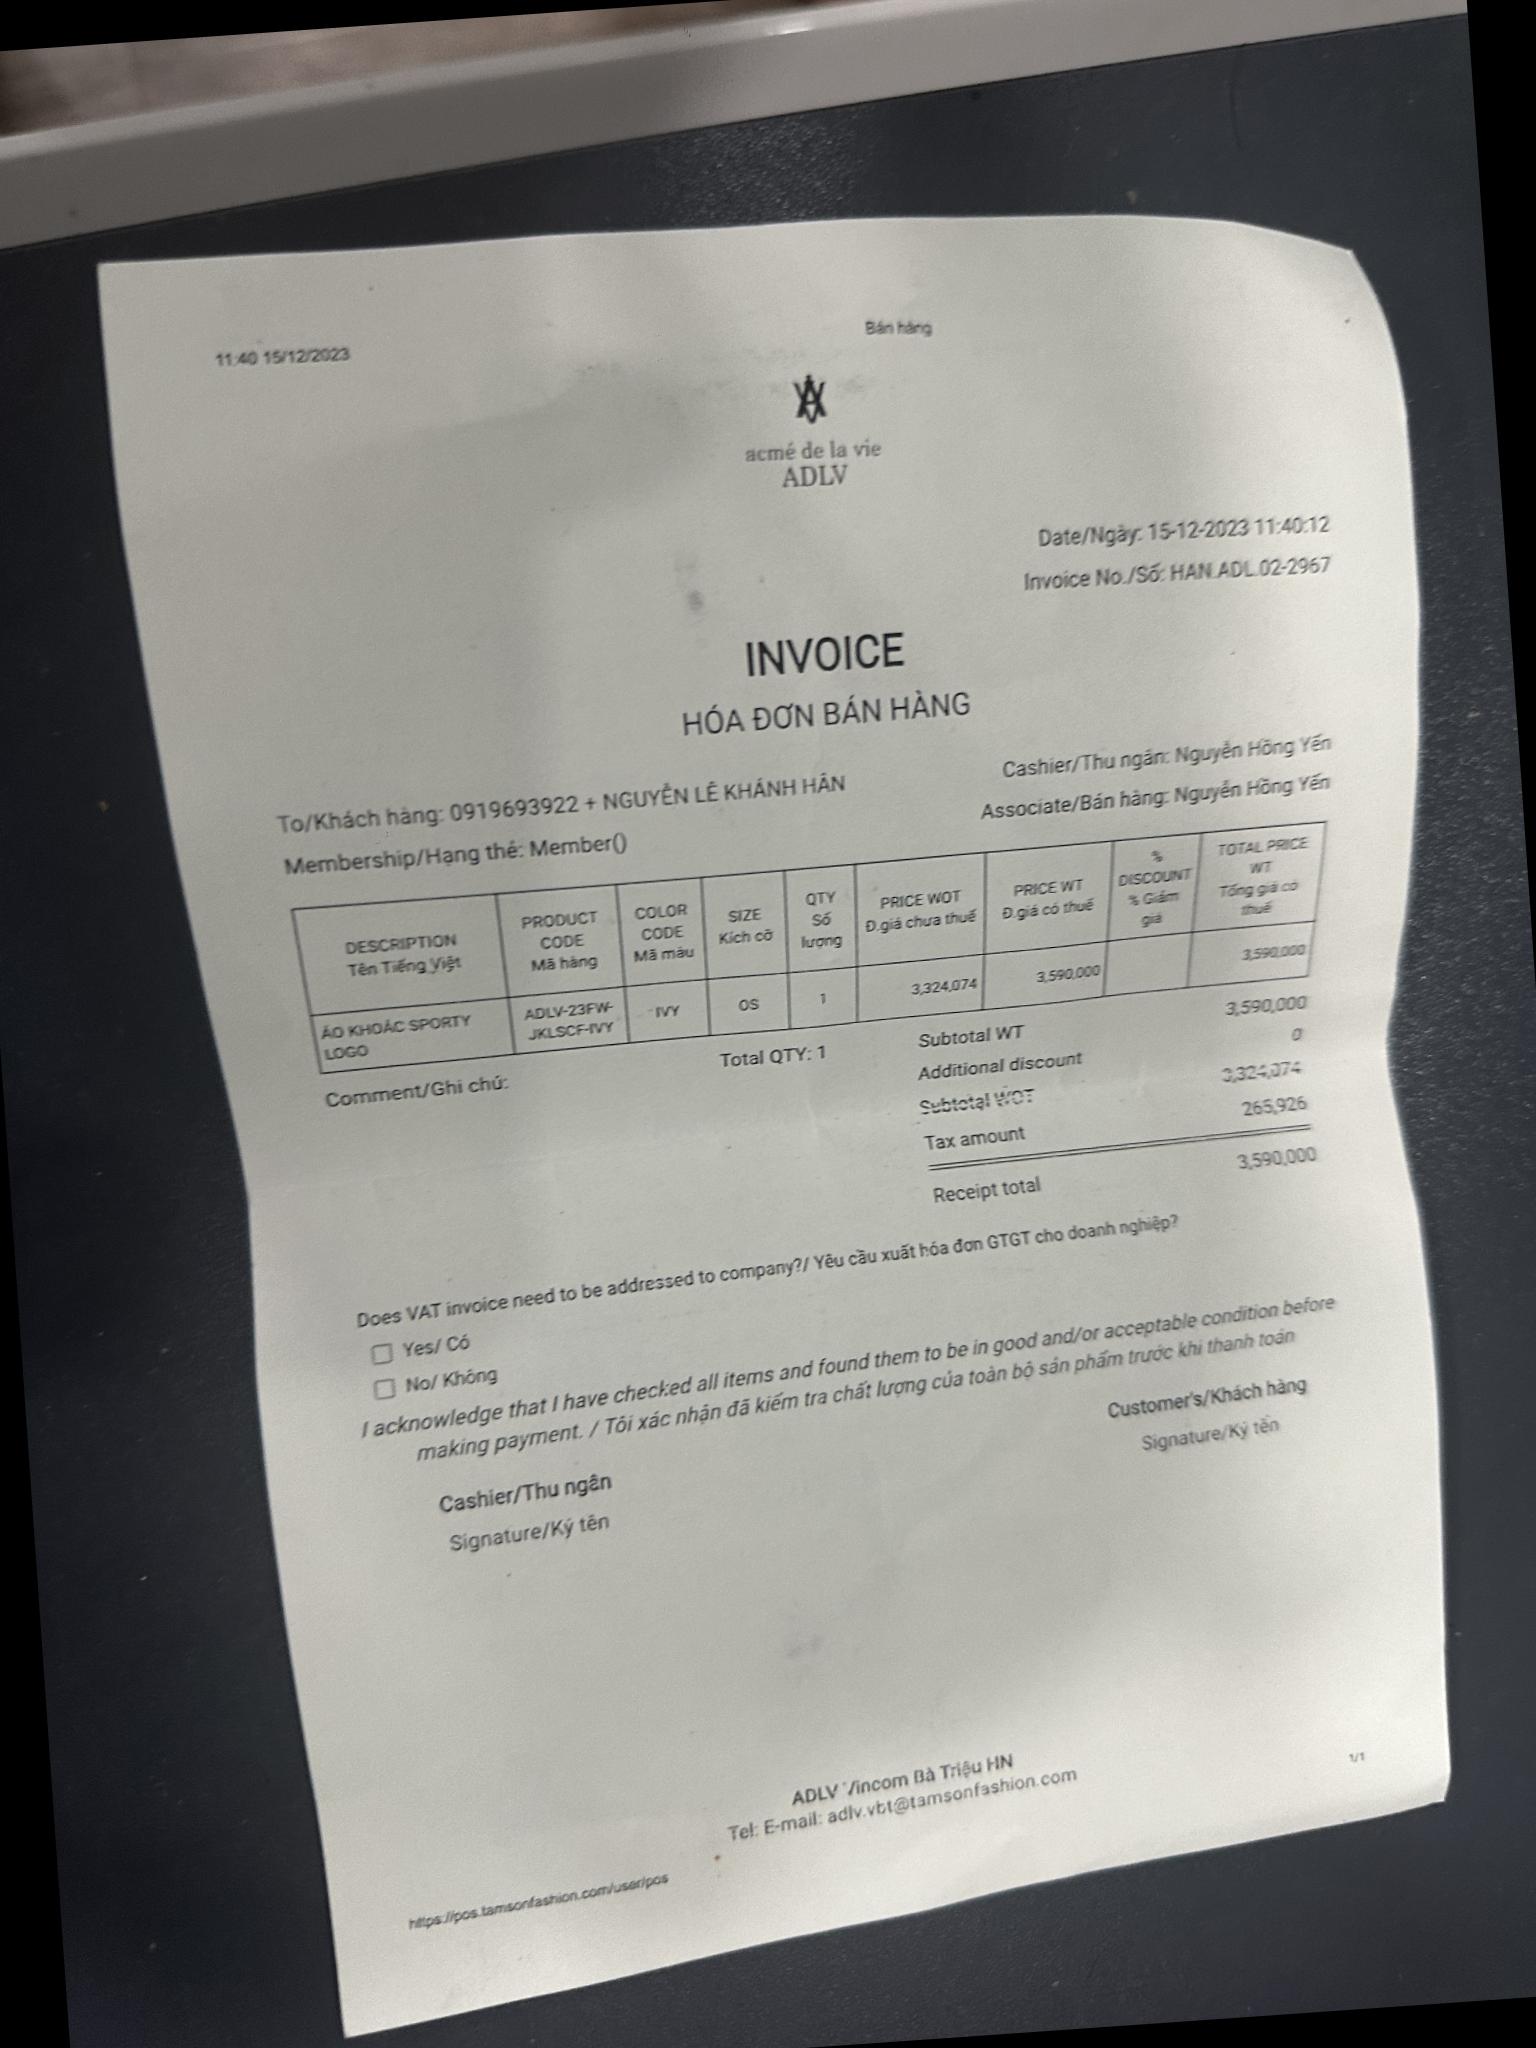 11:40 15/12/2023
Bán hàng
acmé de la vie
ADLV
Date/Ngày: 15-12-2023 11:40:12
Invoice No./Số: HAN.ADL.02-2967
INVOICE
HÓA ĐƠN BÁN HÀNG
Cashier/Thu ngân: Nguyễn Hồng Yến
To/Khách hàng: 0919693922 + NGUYỄN LÊ KHÁNH HÂN
Associate/Bán hàng: Nguyễn Hồng Yến
Membership/Hạng thẻ: Member()
DESCRIPTION
Tên Tiếng Việt
PRODUCT
CODE
Mã hàng
COLOR
CODE
Mã màu
SIZE
Kích cỡ
QTY
Số
lượng
PRICE WOT
Đ.giá chưa thuế
PRICE WT
Đ.giá có thuế
%
DISCOUNT
% Giảm
giá
TOTAL PRICE
WT
Tổng giá có
thuế
ÁO KHOÁC SPORTY
LOGO
ADLV-23FW-
JKLSCF-IVY
IVY
OS
1
3,324,074
3,590,000
3,590,000
Comment/Ghi chú:
Total QTY: 1
Subtotal WT 3,590,000
Additional discount 0
Subtotal WOT 3,324,074
Tax amount 265,926
Receipt total 3,590,000
Does VAT invoice need to be addressed to company?/ Yêu cầu xuất hóa đơn GTGT cho doanh nghiệp?
Yes/ Có
No/ Không
I acknowledge that I have checked all items and found them to be in good and/or acceptable condition before
making payment. / Tôi xác nhận đã kiểm tra chất lượng của toàn bộ sản phẩm trước khi thanh toán
Customer's/Khách hàng
Signature/Ký tên
Cashier/Thu ngân
Signature/Ký tên
ADLV Vincom Bà Triệu HN
Tel: E-mail: adlv.vbt@tamsonfashion.com
1/1
https://pos.tamsonfashion.com/user/pos